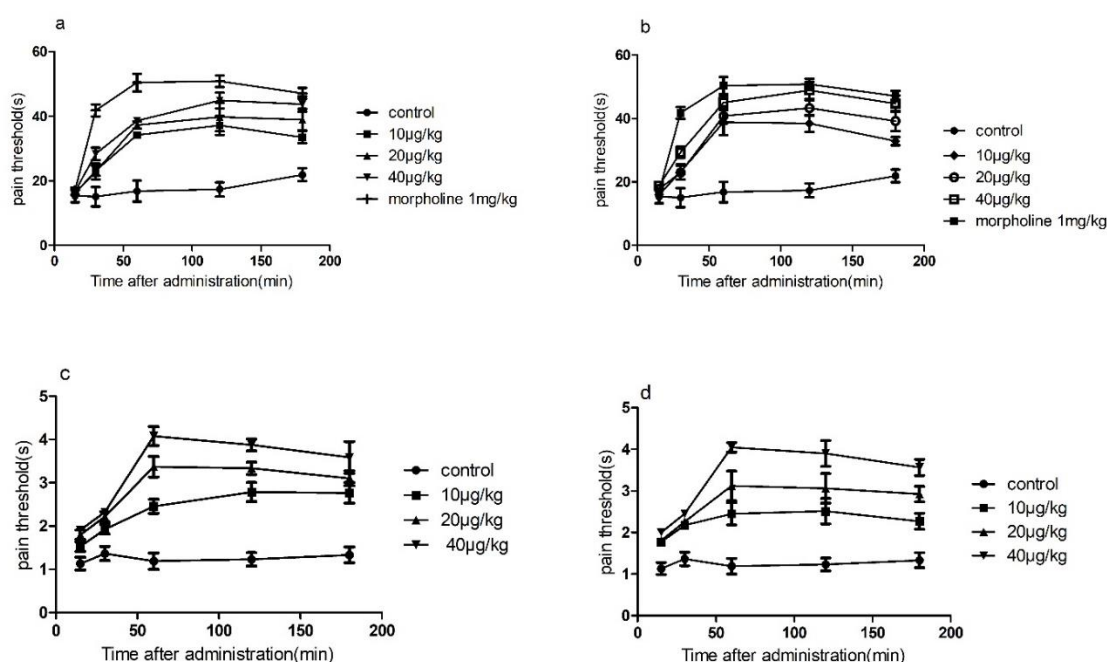 a
60
40
20
0
0
50
100
150
200
pain threshold(s)
Time after administration(min)
control
10µg/kg
20µg/kg
40µg/kg
morpholine 1mg/kg
b
60
40
20
0
0
50
100
150
200
pain threshold(s)
Time after administration(min)
control
10µg/kg
20µg/kg
40µg/kg
morpholine 1mg/kg
c
5
4
3
2
1
0
0
50
100
150
200
pain threshold(s)
Time after administration(min)
control
10µg/kg
20µg/kg
40µg/kg
d
5
4
3
2
1
0
0
50
100
150
200
pain threshold(s)
Time after administration(min)
control
10µg/kg
20µg/kg
40µg/kg